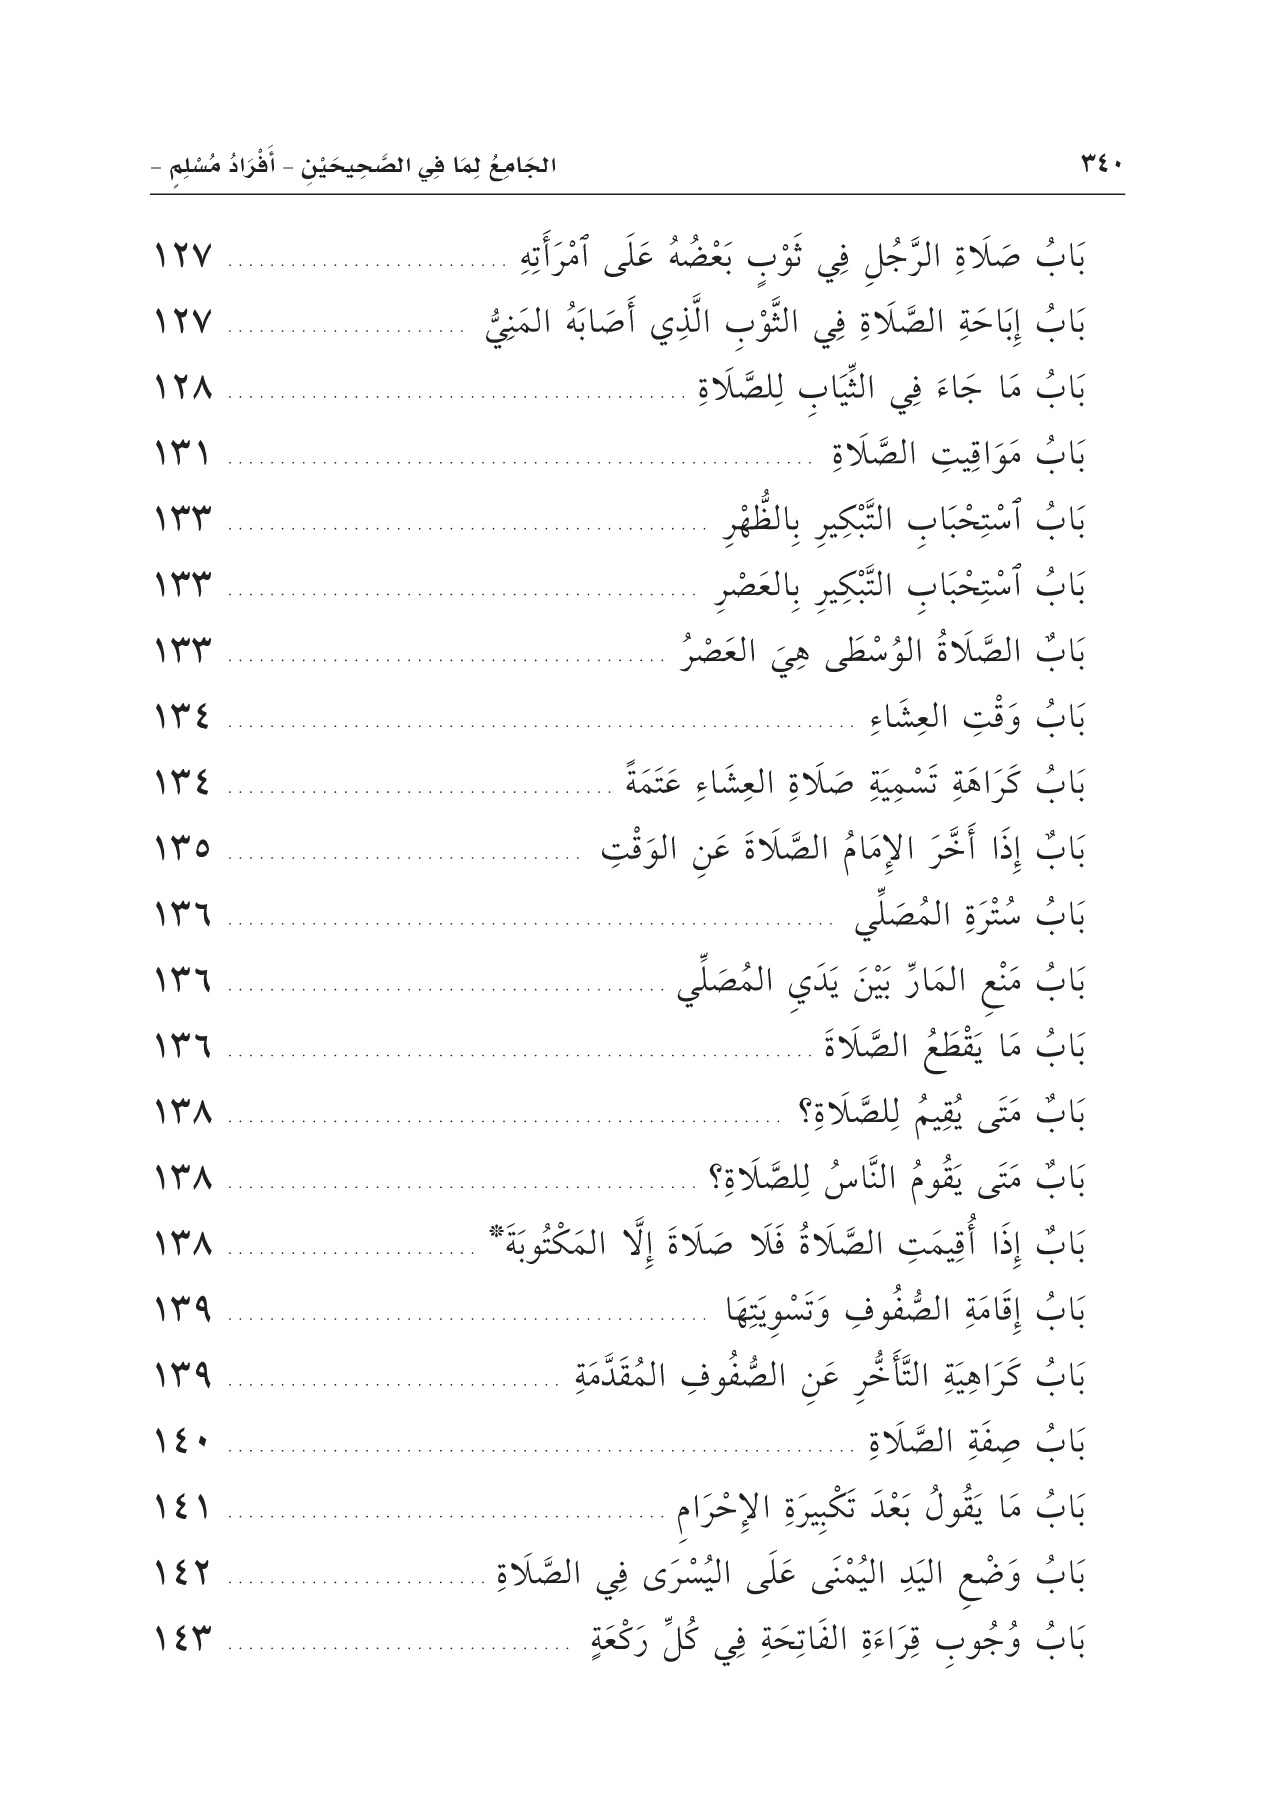 ٣٤٠ الجَامِعُ لِمَا فِي الصَّحِيحَيْنِ – أَفْرَادُ مُسْلِمٍ –
بَابُ صَلَاةِ الرَّجُلِ فِي ثَوْبٍ بَعْضُهُ عَلَى ٱمْرَأَتِهِ ........ ١٢٧
بَابُ إِبَاحَةِ الصَّلَاةِ فِي الثَّوْبِ الَّذِي أَصَابَهُ المَنِيُّ ........ ١٢٧
بَابُ مَا جَاءَ فِي الثِّيَابِ لِلصَّلَاةِ ........ ١٢٨
بَابُ مَوَاقِيتِ الصَّلَاةِ ........ ١٣١
بَابُ ٱسْتِحْبَابِ التَّبْكِيرِ بِالظُّهْرِ ........ ١٣٣
بَابُ ٱسْتِحْبَابِ التَّبْكِيرِ بِالعَصْرِ ........ ١٣٣
بَابٌ الصَّلَاةُ الوُسْطَى هِيَ العَصْرُ ........ ١٣٣
بَابُ وَقْتِ العِشَاءِ ........ ١٣٤
بَابُ كَرَاهَةِ تَسْمِيَةِ صَلَاةِ العِشَاءِ عَتَمَةً ........ ١٣٤
بَابٌ إِذَا أَخَّرَ الإِمَامُ الصَّلَاةَ عَنِ الوَقْتِ ........ ١٣٥
بَابُ سُتْرَةِ المُصَلِّي ........ ١٣٦
بَابُ مَنْعِ المَارِّ بَيْنَ يَدَيِ المُصَلِّي ........ ١٣٦
بَابُ مَا يَقْطَعُ الصَّلَاةَ ........ ١٣٦
بَابٌ مَتَى يُقِيمُ لِلصَّلَاةِ؟ ........ ١٣٨
بَابٌ مَتَى يَقُومُ النَّاسُ لِلصَّلَاةِ؟ ........ ١٣٨
بَابٌ إِذَا أُقِيمَتِ الصَّلَاةُ فَلَا صَلَاةَ إِلَّا المَكْتُوبَةَ* ........ ١٣٨
بَابُ إِقَامَةِ الصُّفُوفِ وَتَسْوِيَتِهَا ........ ١٣٩
بَابُ كَرَاهِيَةِ التَّأَخُّرِ عَنِ الصُّفُوفِ المُقَدَّمَةِ ........ ١٣٩
بَابُ صِفَةِ الصَّلَاةِ ........ ١٤٠
بَابُ مَا يَقُولُ بَعْدَ تَكْبِيرَةِ الإِحْرَامِ ........ ١٤١
بَابُ وَضْعِ اليَدِ اليُمْنَى عَلَى اليُسْرَى فِي الصَّلَاةِ ........ ١٤٢
بَابُ وُجُوبِ قِرَاءَةِ الفَاتِحَةِ فِي كُلِّ رَكْعَةٍ ........ ١٤٣